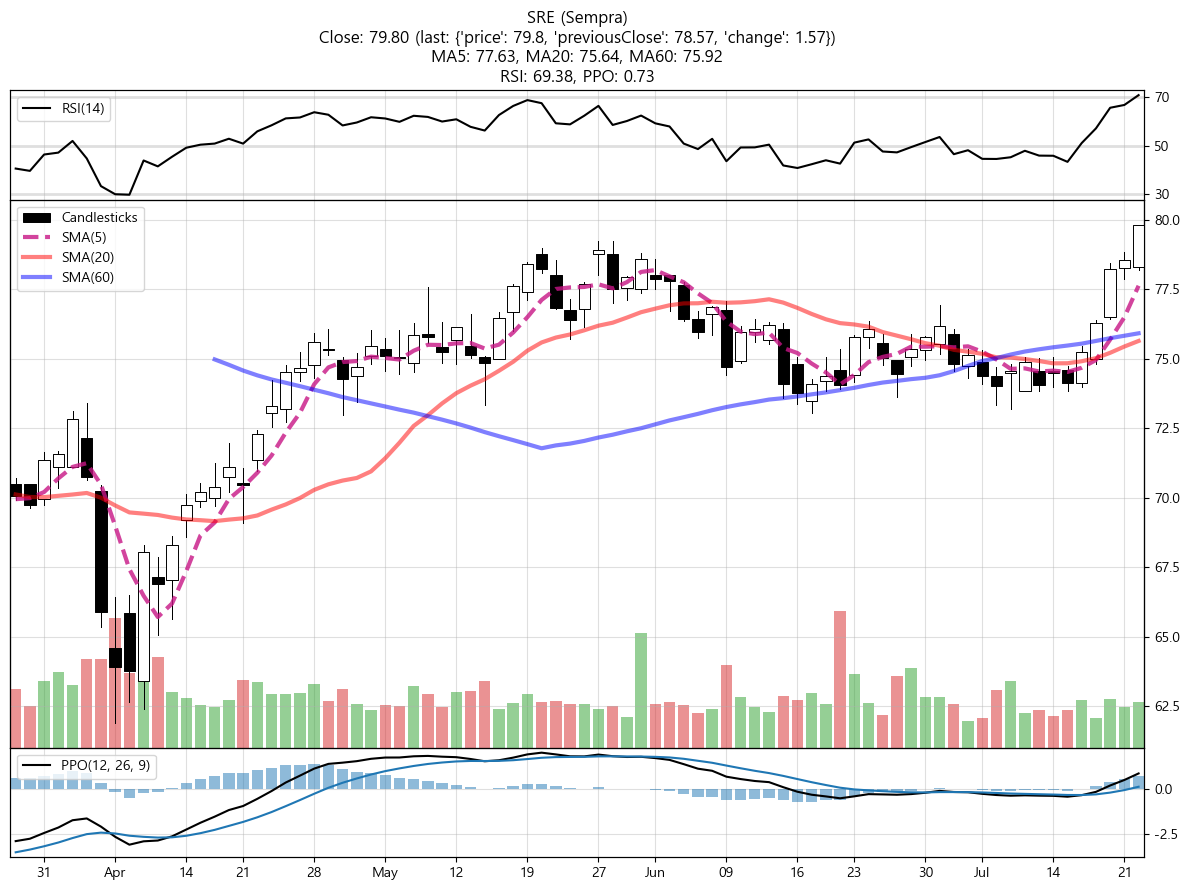 SRE (Sempra)
Close: 79.80 (last: {'price': 79.8, 'previousClose': 78.57, 'change': 1.57})
MA5: 77.63, MA20: 75.64, MA60: 75.92
RSI: 69.38, PPO: 0.73
RSI(14)
70
50
30
Candlesticks
SMA(5)
SMA(20)
SMA(60)
80.0
77.5
75.0
72.5
70.0
67.5
65.0
62.5
PPO(12, 26, 9)
0.0
-2.5
31 Apr 14 21 28 May 12 19 27 Jun 09 16 23 30 Jul 14 21